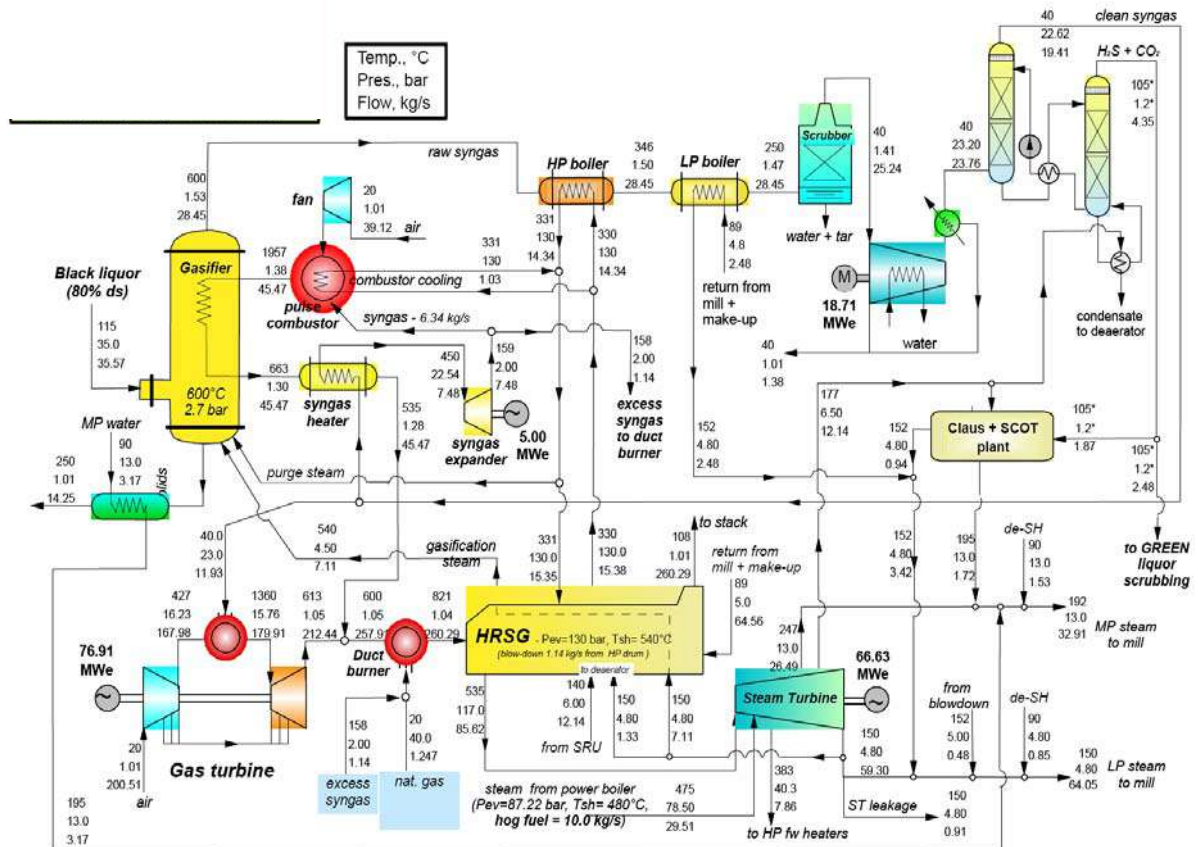 Temp., °C
Pres., bar
Flow, kg/s
40
22.62
19.41
clean syngas
H₂S + CO₂
105*
1.2*
4.35
raw syngas
600
1.53
28.45
fan
20
1.01
39.12
air
HP boiler
346
1.50
28.45
LP boiler
250
1.47
28.45
Scrubber
40
1.41
25.24
40
23.20
23.76
water + tar
Black liquor
(80% ds)
115
35.0
35.57
Gasifier
600°C
2.7 bar
1957
1.38
45.47
pulse
combustor
combustor cooling
331
130
1.03
331
130
14.34
330
130
14.34
89
4.8
2.48
return from
mill +
make-up
M
18.71
MWe
water
40
1.01
1.38
condensate
to deaerator
syngas - 6.34 kg/s
663
1.30
45.47
syngas
heater
450
22.54
7.48
159
2.00
7.48
syngas
expander
5.00
MWe
535
1.28
45.47
158
2.00
1.14
excess
syngas
to duct
burner
177
6.50
12.14
152
4.80
2.48
152
4.80
0.94
Claus + SCOT
plant
105*
1.2*
1.87
105*
1.2*
2.48
to GREEN
liquor
scrubbing
MP water
90
13.0
3.17
solids
250
1.01
14.25
purge steam
540
4.50
7.11
gasification
steam
40.0
23.0
11.93
331
130.0
15.35
330
130.0
15.38
to stack
108
1.01
260.29
return from
mill + make-up
89
5.0
64.56
152
4.80
3.42
195
13.0
1.72
de-SH
90
13.0
1.53
192
13.0
32.91
MP steam
to mill
427
16.23
167.98
1360
15.76
179.91
613
1.05
212.44
600
1.05
257.91
821
1.04
260.29
Duct
burner
HRSG - Pev=130 bar, Tsh= 540°C
(blow-down 1.14 kg/s from HP drum )
to deaerator
76.91
MWe
20
1.01
200.51
air
Gas turbine
158
2.00
1.14
excess
syngas
20
40.0
1.247
nat. gas
535
117.0
85.62
140
6.00
12.14
from SRU
150
4.80
1.33
150
4.80
7.11
247
13.0
26.49
Steam Turbine
66.63
MWe
150
4.80
59.30
from
blowdown
152
5.00
0.48
de-SH
90
4.80
0.85
150
4.80
64.05
LP steam
to mill
steam from power boiler
(Pev=87.22 bar, Tsh= 480°C,
hog fuel = 10.0 kg/s)
475
78.50
29.51
383
40.3
7.86
to HP fw heaters
ST leakage
150
4.80
0.91
195
13.0
3.17